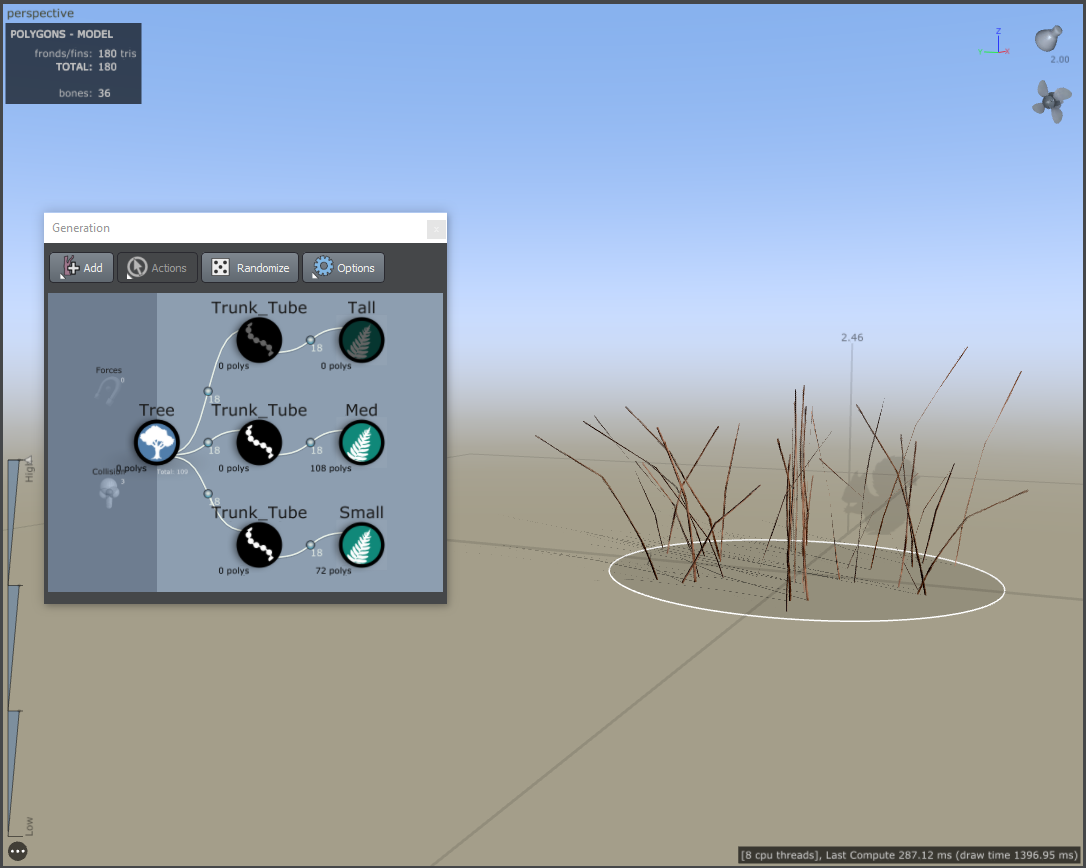 perspective
POLYGONS - MODEL
fronds/fins: 180 tris
TOTAL: 180
bones: 36
Z
X
2.00
Generation
Add
Actions
Randomize
Options
Trunk_Tube
Tall
18
0 polys
0 polys
Forces
0
18
Tree
Trunk_Tube
Med
18
18
0 polys
0 polys
108 polys
Collision
3
Total: 109
18
Trunk_Tube
Small
18
0 polys
72 polys
High
Low
2.46
[8 cpu threads], Last Compute 287.12 ms (draw time 1396.95 ms)